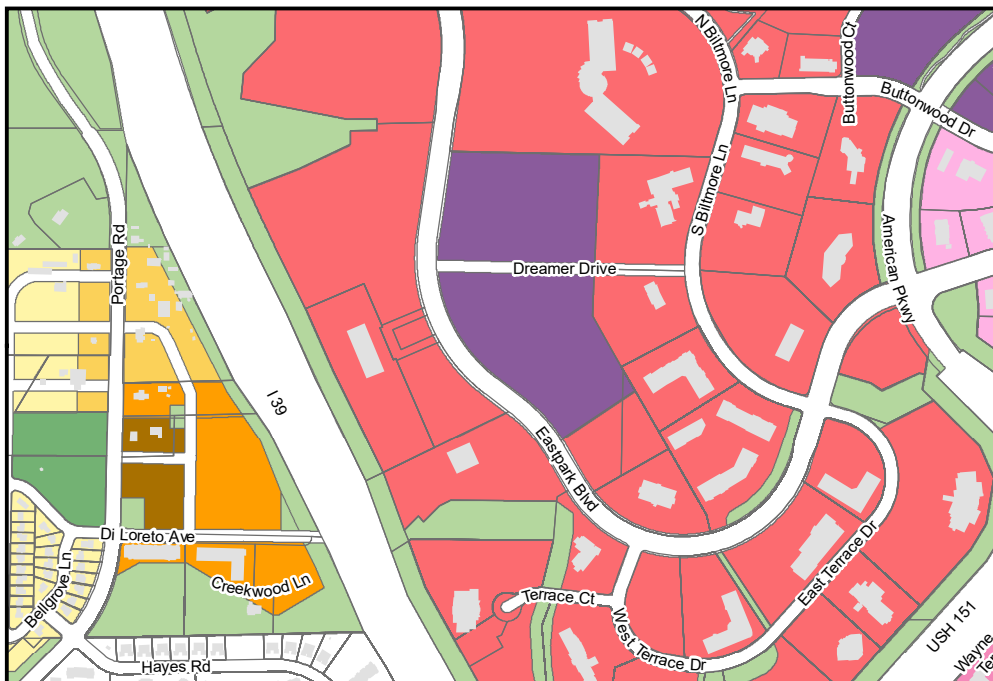 N Biltmore Ln
Buttonwood Ct
Buttonwood Dr
S Biltmore Ln
Portage Rd
American Pkwy
Dreamer Drive
I 39
Eastpark Blvd
Di Loreto Ave
East Terrace Dr
Bellgrove Ln
Creekwood Ln
Terrace Ct
West Terrace Dr
USH 151
Hayes Rd
Wayne